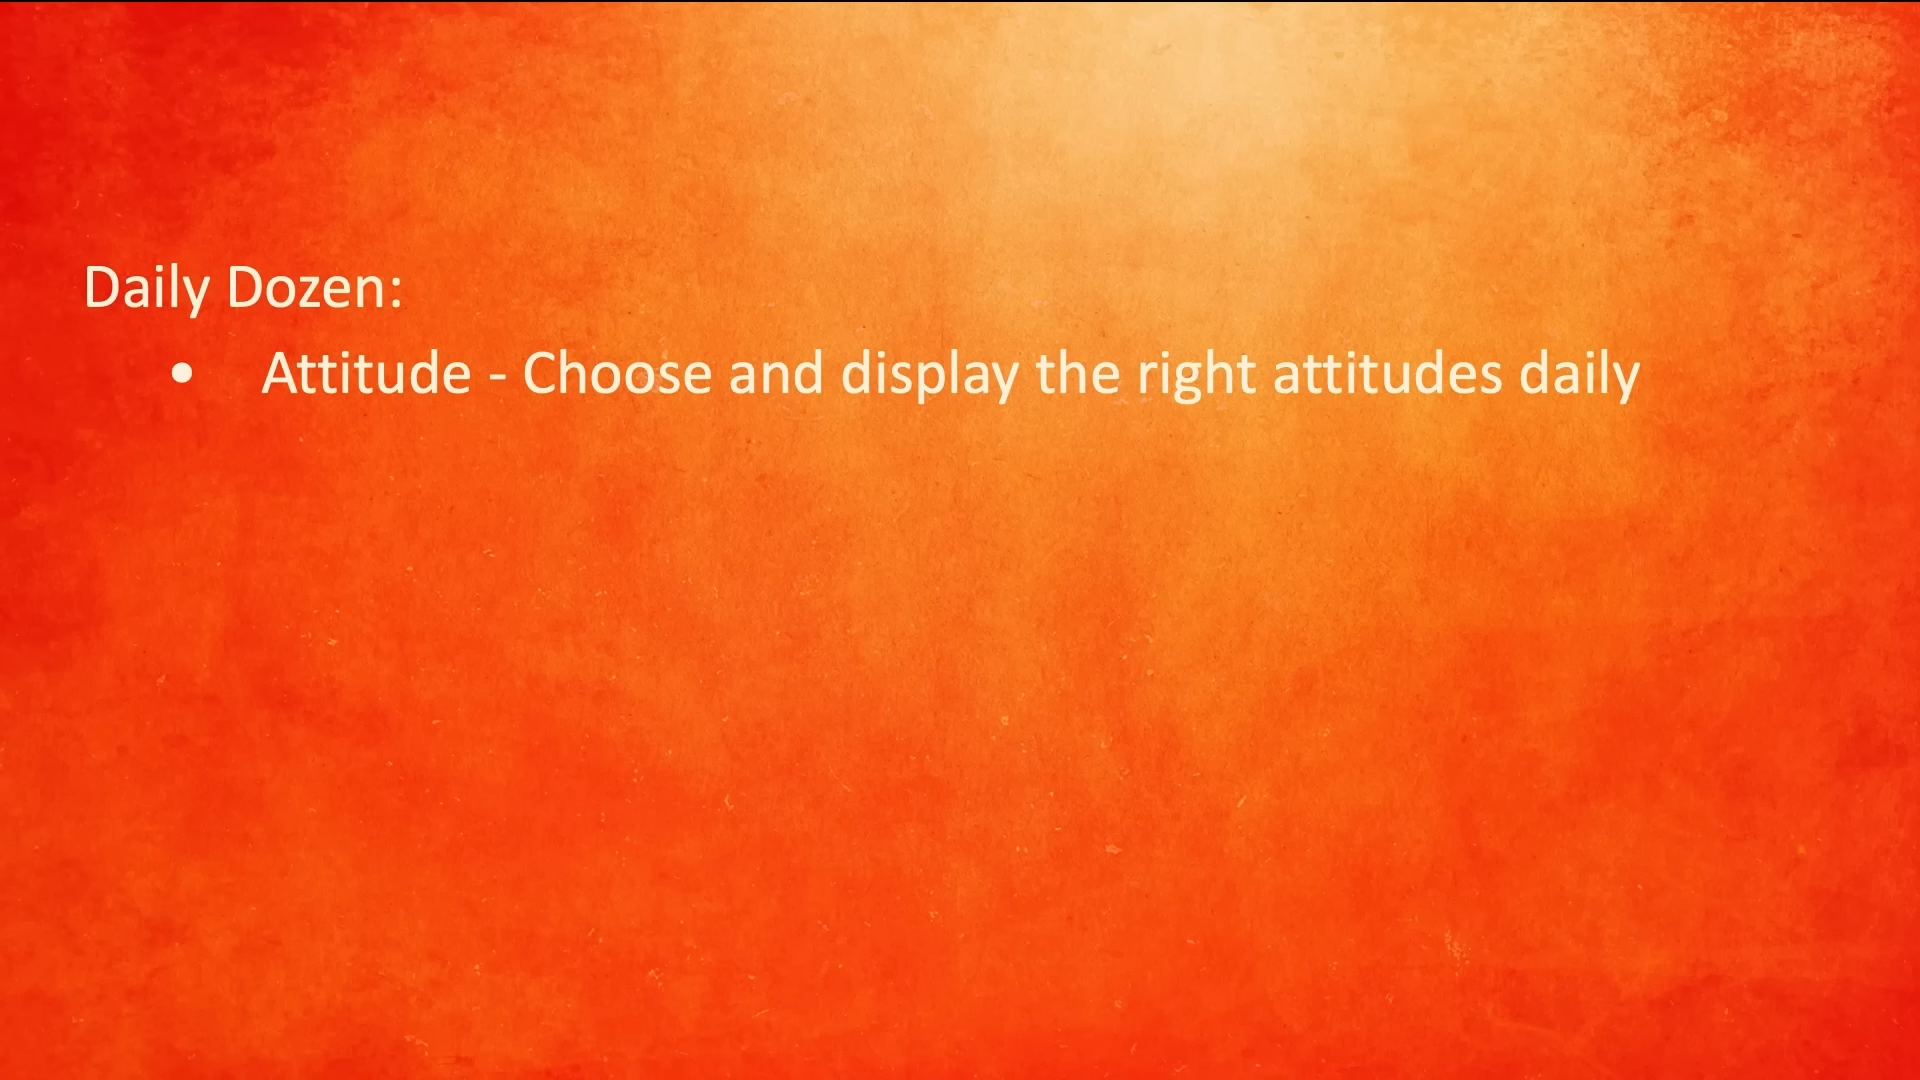 Daily Dozen:
• Attitude - Choose and display the right attitudes daily